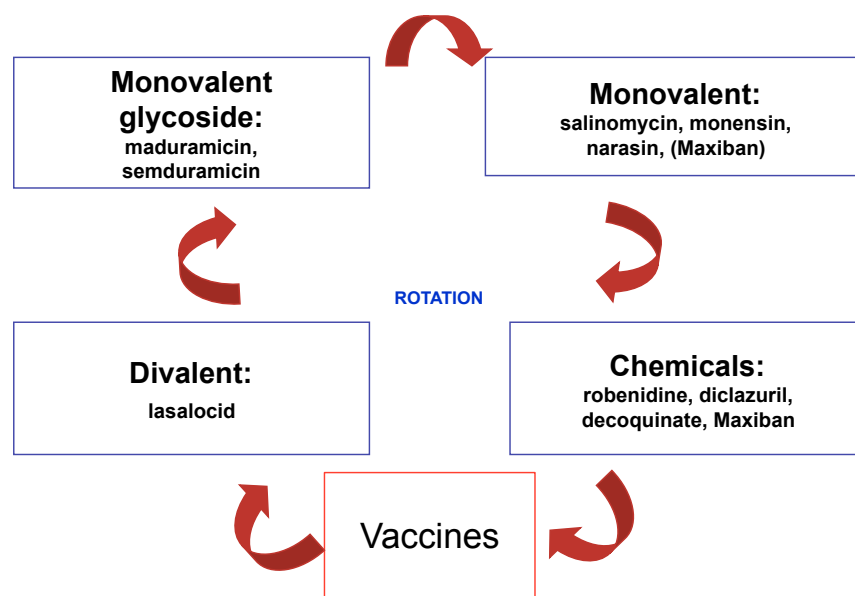 Monovalent
glycoside:
maduramicin,
semduramicin
Monovalent:
salinomycin, monensin,
narasin, (Maxiban)
ROTATION
Divalent:
lasalocid
Chemicals:
robenidine, diclazuril,
decoquinate, Maxiban
Vaccines